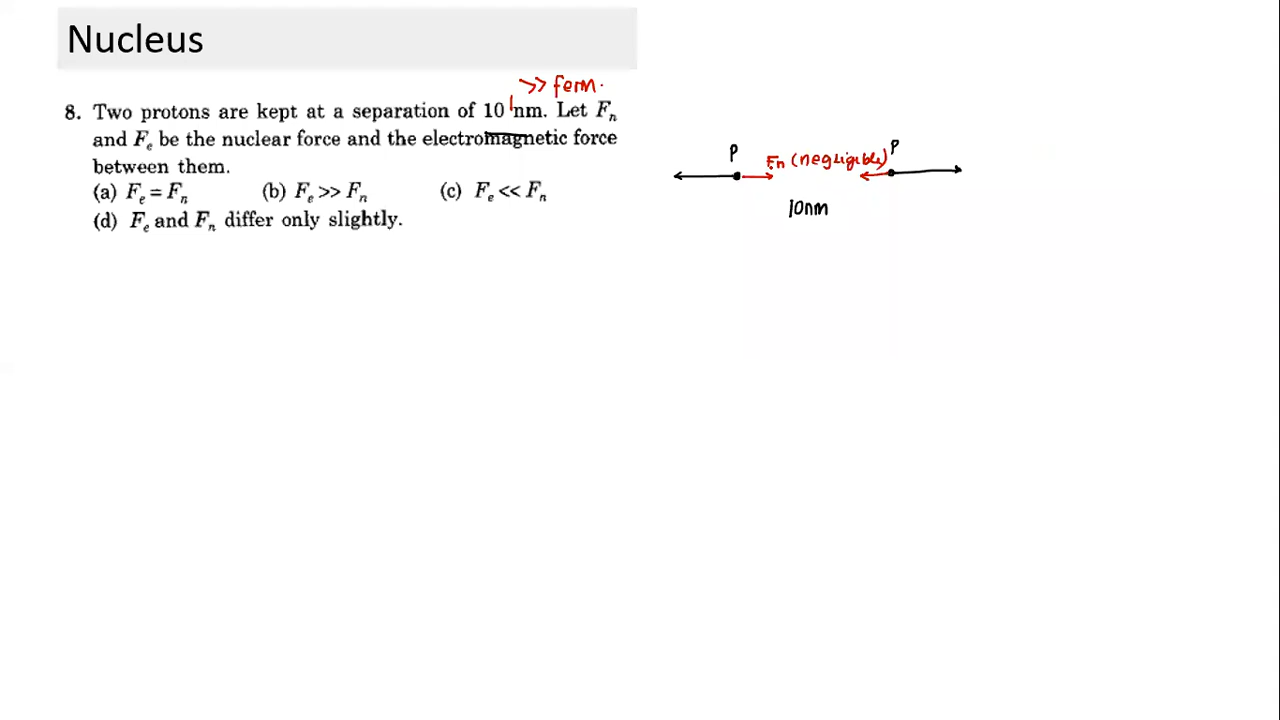 Nucleus
>> ferm.
8. Two protons are kept at a separation of 10 nm. Let Fₙ
and Fₑ be the nuclear force and the electromagnetic force
between them.
(a) Fₑ = Fₙ (b) Fₑ >> Fₙ (c) Fₑ << Fₙ
(d) Fₑ and Fₙ differ only slightly.
P Fn (negligible) P
10nm